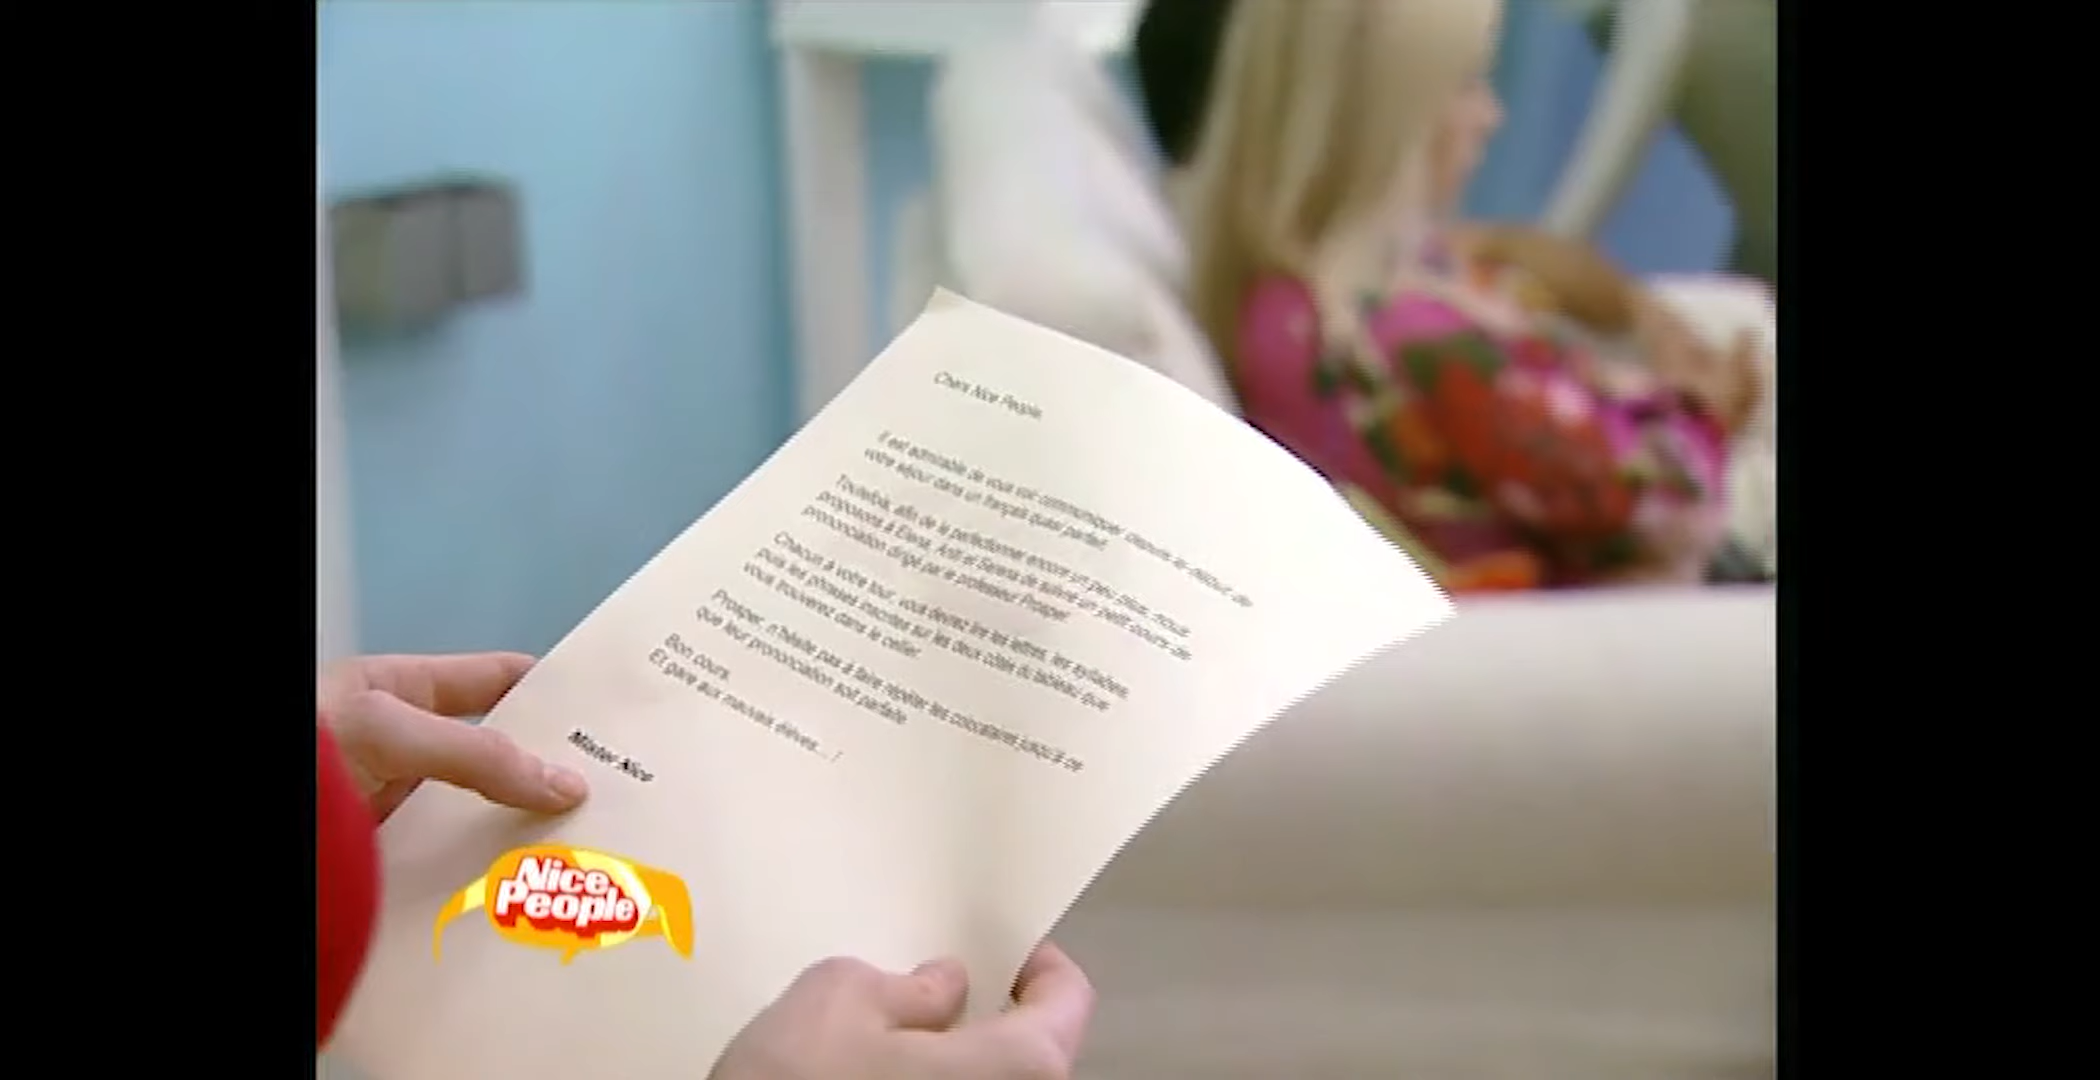 Chers Nice People,
Il est admirable de vous voir communiquer depuis le début de
votre séjour dans un français quasi parfait.
Toutefois, afin de le perfectionner encore un peu mieux, nous
proposons à Elena, Arit et Serena de suivre un petit cours de
prononciation dirigé par le professeur Prosper.
Chacun à votre tour, vous devrez lire les lettres, les syllabes,
puis les phrases inscrites sur les deux côtés du tableau que
vous trouverez dans le cellier.
Prosper, n'hésite pas à faire répéter tes colocataires jusqu'à ce
que leur prononciation soit parfaite.
Bon cours.
Et gare aux mauvais élèves... !
Mister Nice
Nice
People